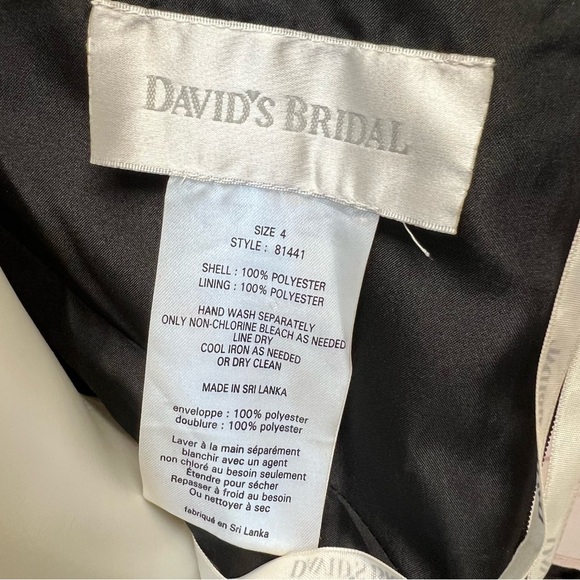 DAVID'S BRIDAL
SIZE 4
STYLE : 81441
SHELL : 100% POLYESTER
LINING : 100% POLYESTER
HAND WASH SEPARATELY
ONLY NON-CHLORINE BLEACH AS NEEDED
LINE DRY
COOL IRON AS NEEDED
OR DRY CLEAN
MADE IN SRI LANKA
enveloppe : 100% polyester
doublure : 100% polyester
Laver à la main séparément
blanchir avec un agent
non chloré au besoin seulement
Étendre pour sécher
Repasser à froid au besoin
Ou nettoyer à sec
fabriqué en Sri Lanka